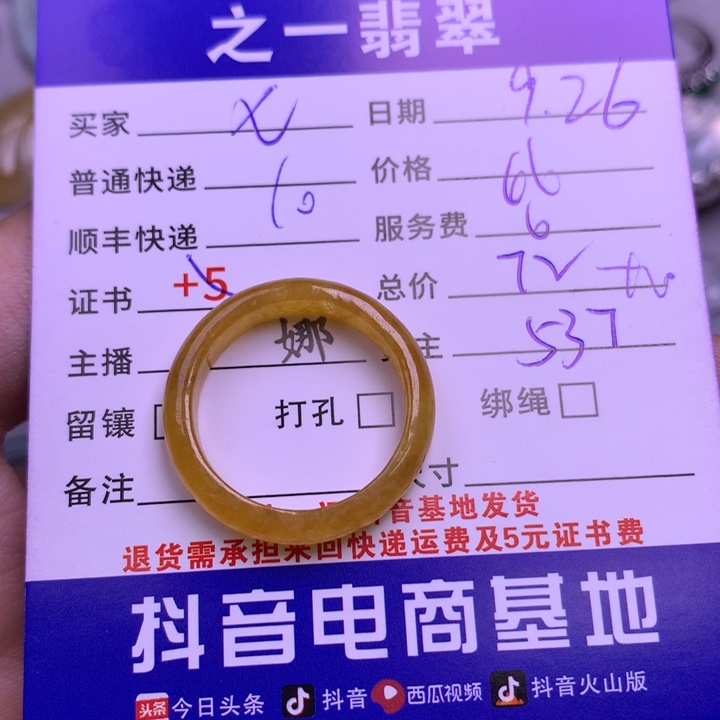 之一翡翠
买家 X 日期 9.26
普通快递 10 价格 66
顺丰快递 服务费 6
证书 +5 总价 72
主播 娜 主 537
留镶 打孔 绑绳
备注 寸
音基地发货
退货需承担来回快递运费及5元证书费
抖音电商基地
头条 今日头条 抖音 西瓜视频 抖音火山版